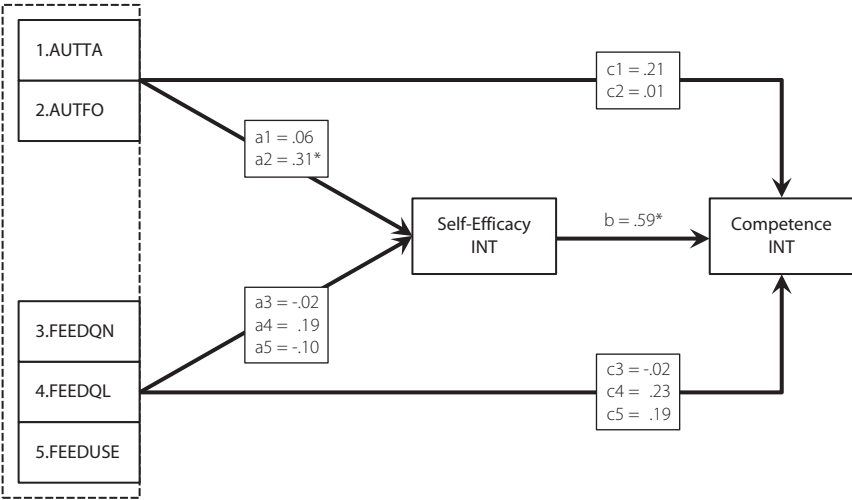 1.AUTTA
2.AUTFO
c1 = .21
c2 = .01
a1 = .06
a2 = .31*
Self-Efficacy
INT
b = .59*
Competence
INT
a3 = -.02
a4 = .19
a5 = -.10
3.FEEDQN
4.FEEDQL
5.FEEDUSE
c3 = -.02
c4 = .23
c5 = .19